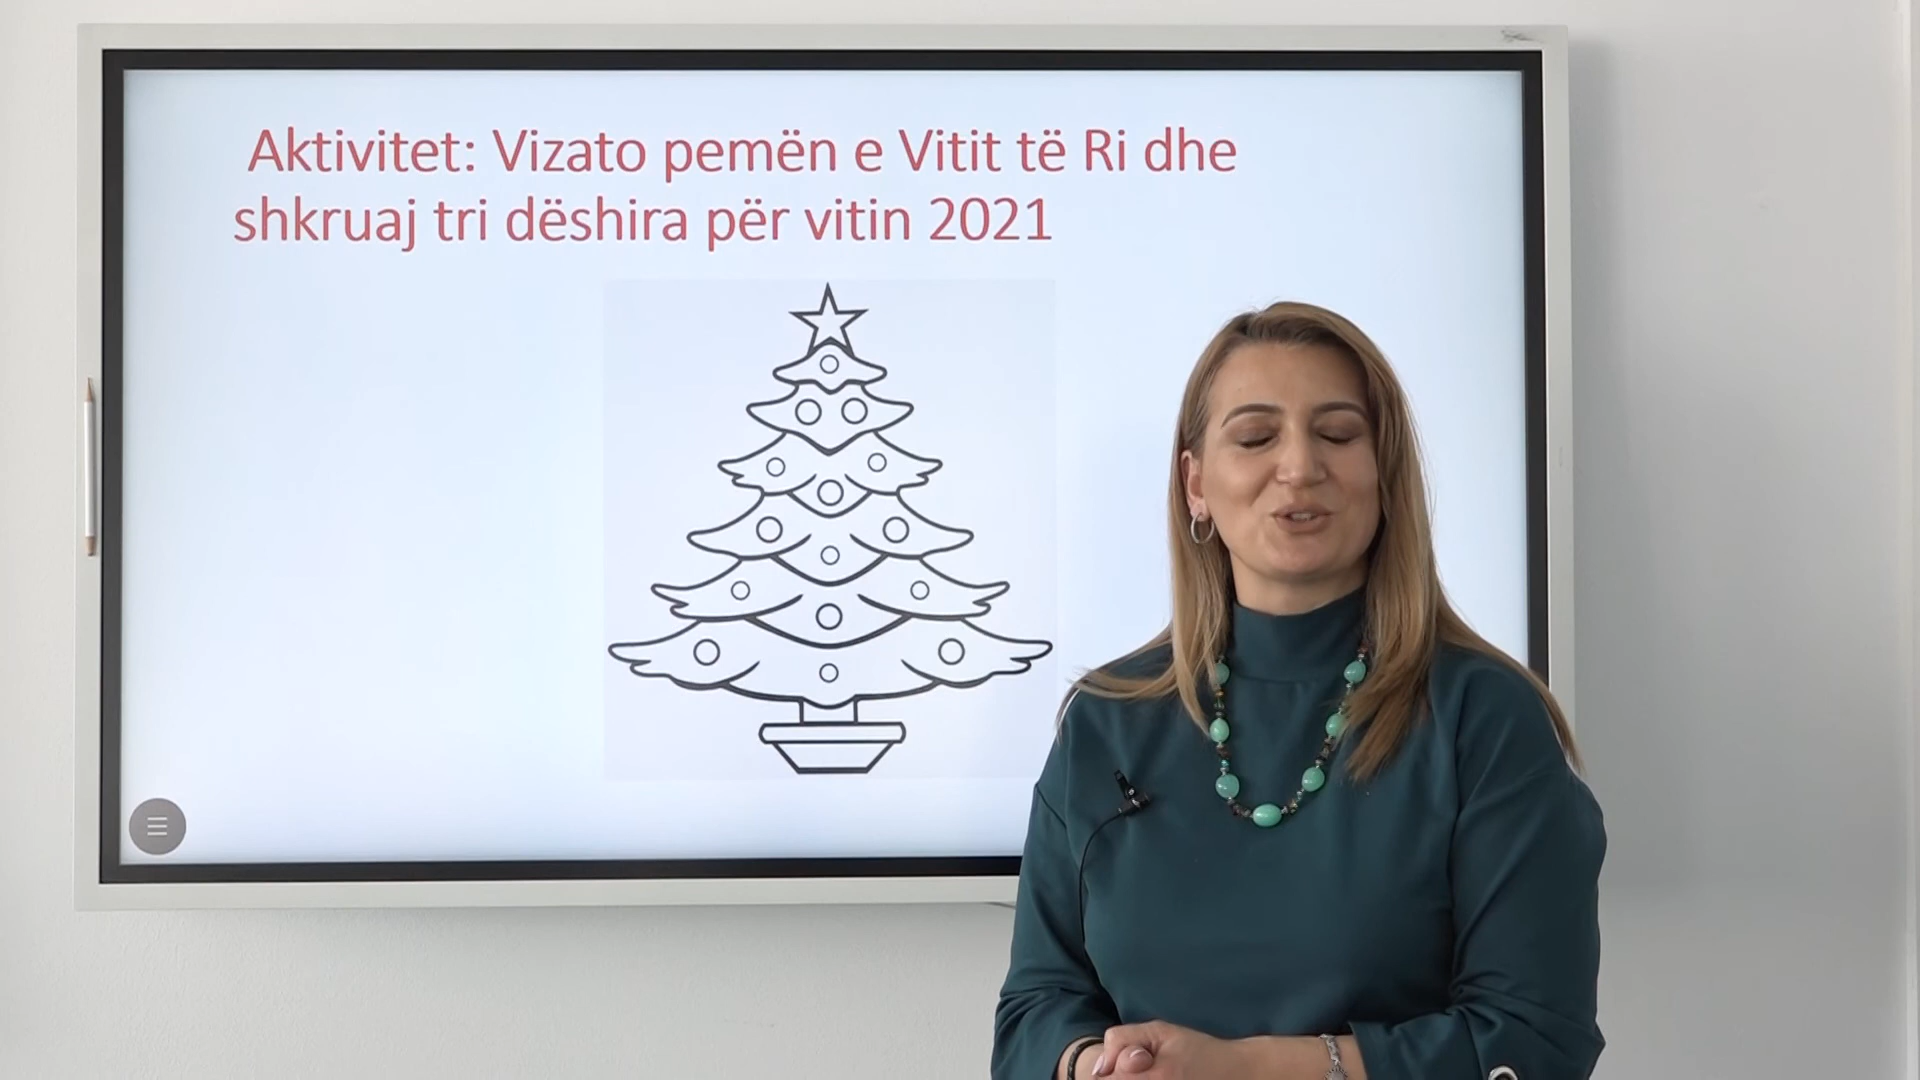 Aktivitet: Vizato pemën e Vitit të Ri dhe
shkruaj tri dëshira për vitin 2021